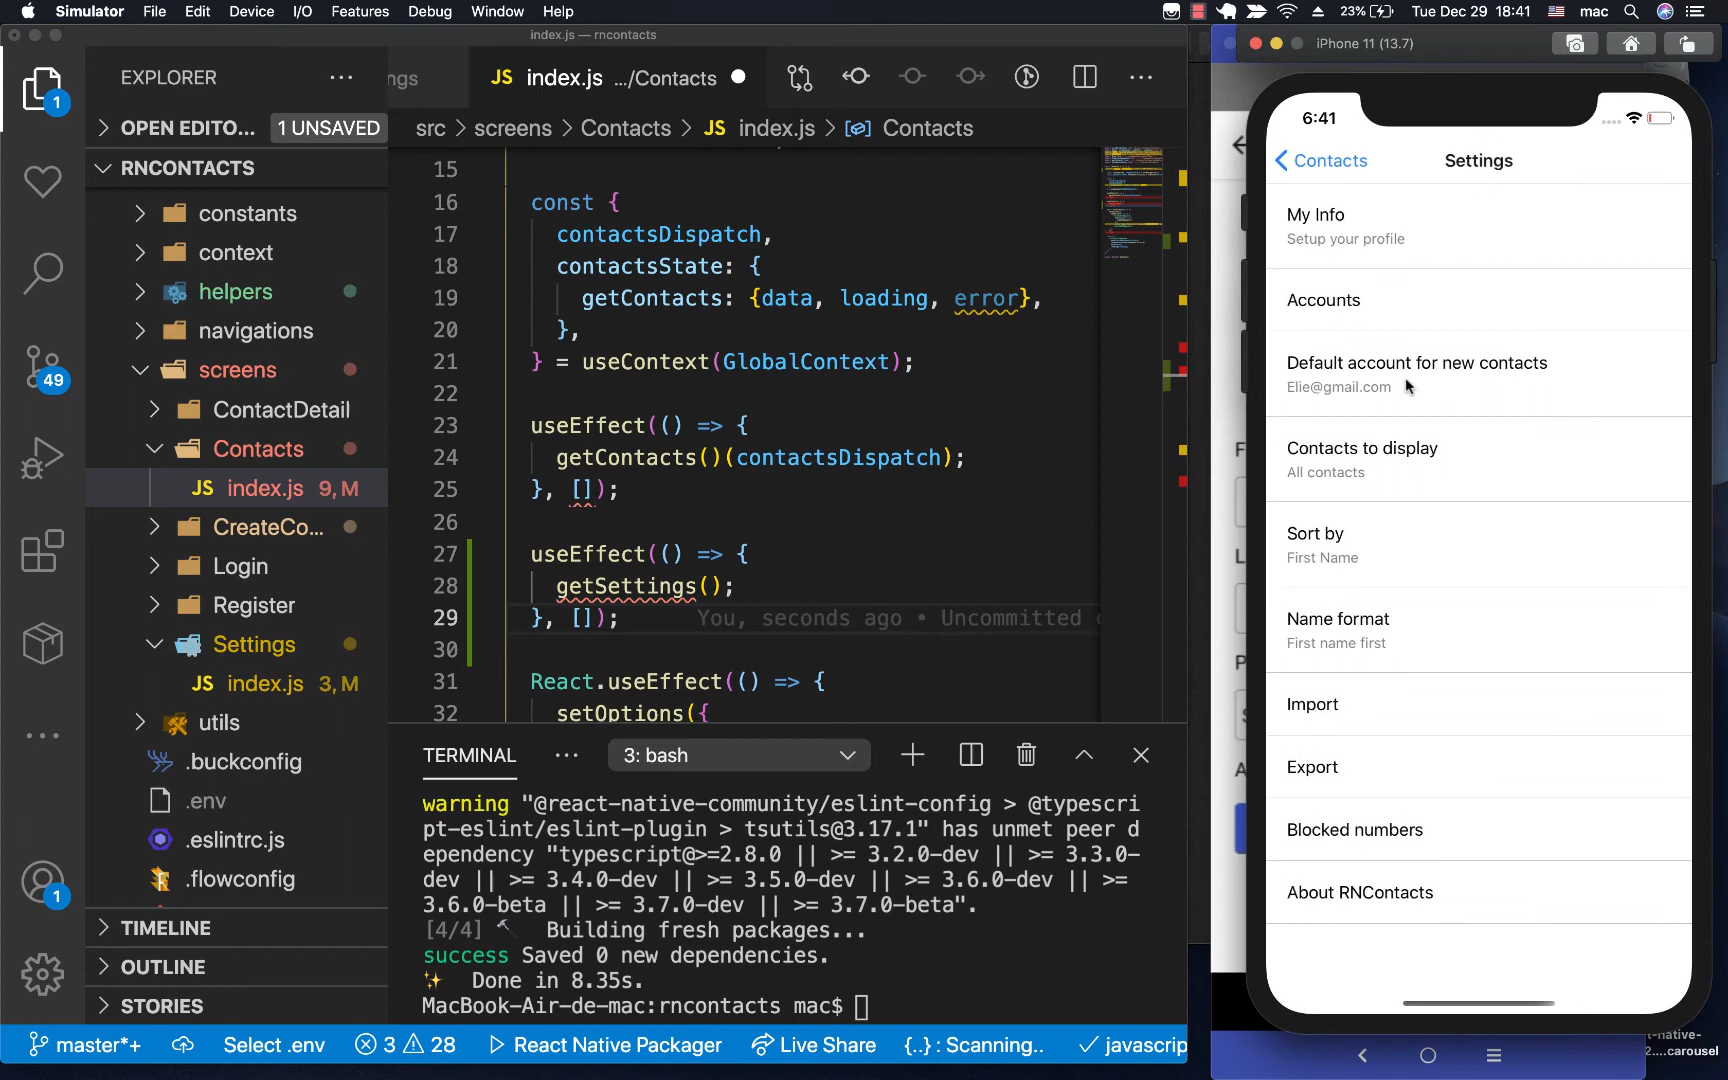 Simulator File Edit Device I/O Features Debug Window Help
23% Tue Dec 29 18:41 mac
index.js — rncontacts
EXPLORER
ngs
JS index.js .../Contacts
1
OPEN EDITO... 1 UNSAVED
src > screens > Contacts > JS index.js > Contacts
RNCONTACTS
constants
context
helpers
navigations
screens
ContactDetail
Contacts
JS index.js 9, M
CreateCo...
Login
Register
Settings
JS index.js 3, M
utils
.buckconfig
.env
.eslintrc.js
.flowconfig
TIMELINE
OUTLINE
STORIES
49
1
15
16 const {
17 contactsDispatch,
18 contactsState: {
19 getContacts: {data, loading, error},
20 },
21 } = useContext(GlobalContext);
22
23 useEffect(() => {
24 getContacts()(contactsDispatch);
25 }, []);
26
27 useEffect(() => {
28 getSettings();
29 }, []); You, seconds ago • Uncommitted
30
31 React.useEffect(() => {
32 setOptions({
TERMINAL 3: bash
warning "@react-native-community/eslint-config > @typescri
pt-eslint/eslint-plugin > tsutils@3.17.1" has unmet peer d
ependency "typescript@>=2.8.0 || >= 3.2.0-dev || >= 3.3.0-
dev || >= 3.4.0-dev || >= 3.5.0-dev || >= 3.6.0-dev || >=
3.6.0-beta || >= 3.7.0-dev || >= 3.7.0-beta".
[4/4] Building fresh packages...
success Saved 0 new dependencies.
Done in 8.35s.
MacBook-Air-de-mac:rncontacts mac$
master*+ Select .env 3 28 React Native Packager Live Share {..} : Scanning.. javascrip
iPhone 11 (13.7)
6:41
Contacts Settings
My Info
Setup your profile
Accounts
Default account for new contacts
Elie@gmail.com
Contacts to display
All contacts
Sort by
First Name
Name format
First name first
Import
Export
Blocked numbers
About RNContacts
F
L
P
S
A
t-native-
2....carousel